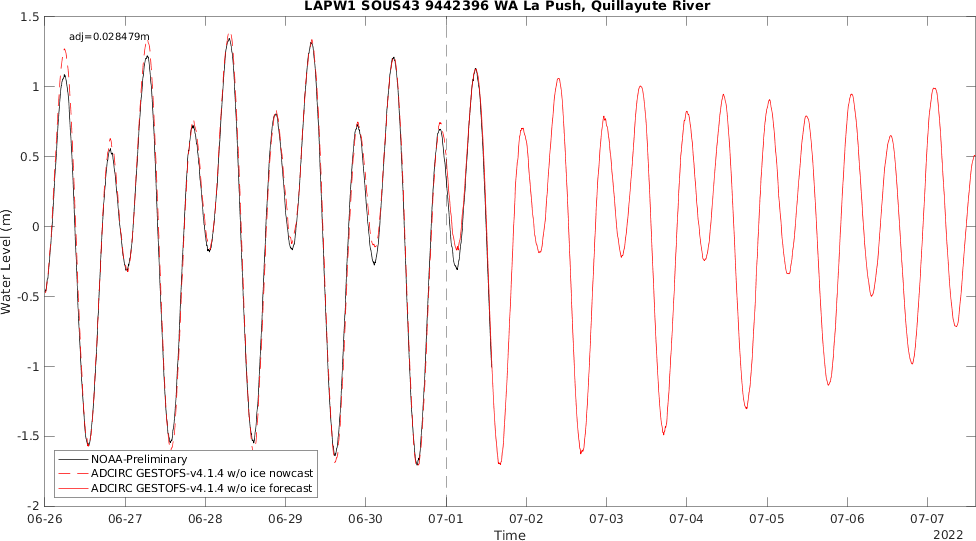 LAPW1 SOUS43 9442396 WA La Push, Quillayute River
adj=0.028479m
1.5
1
0.5
0
-0.5
-1
-1.5
-2
Water Level (m)
NOAA-Preliminary
ADCIRC GESTOFS-v4.1.4 w/o ice nowcast
ADCIRC GESTOFS-v4.1.4 w/o ice forecast
06-26 06-27 06-28 06-29 06-30 07-01 07-02 07-03 07-04 07-05 07-06 07-07
Time
2022